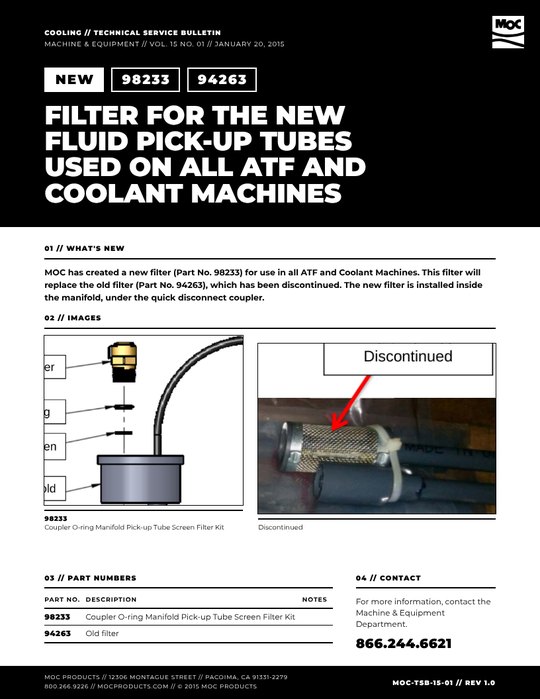 COOLING // TECHNICAL SERVICE BULLETIN
MACHINE & EQUIPMENT // VOL. 15 NO. 01 // JANUARY 20, 2015
MOC
NEW 98233 94263
FILTER FOR THE NEW
FLUID PICK-UP TUBES
USED ON ALL ATF AND
COOLANT MACHINES
01 // WHAT'S NEW
MOC has created a new filter (Part No. 98233) for use in all ATF and Coolant Machines. This filter will
replace the old filter (Part No. 94263), which has been discontinued. The new filter is installed inside
the manifold, under the quick disconnect coupler.
02 // IMAGES
er
g
en
old
Discontinued
MADE IN
98233
Coupler O-ring Manifold Pick-up Tube Screen Filter Kit
Discontinued
03 // PART NUMBERS
PART NO. DESCRIPTION NOTES
98233 Coupler O-ring Manifold Pick-up Tube Screen Filter Kit
94263 Old filter
04 // CONTACT
For more information, contact the
Machine & Equipment
Department.
866.244.6621
MOC PRODUCTS // 12306 MONTAGUE STREET // PACOIMA, CA 91331-2279
800.266.9226 // MOCPRODUCTS.COM // © 2015 MOC PRODUCTS
MOC-TSB-15-01 // REV 1.0